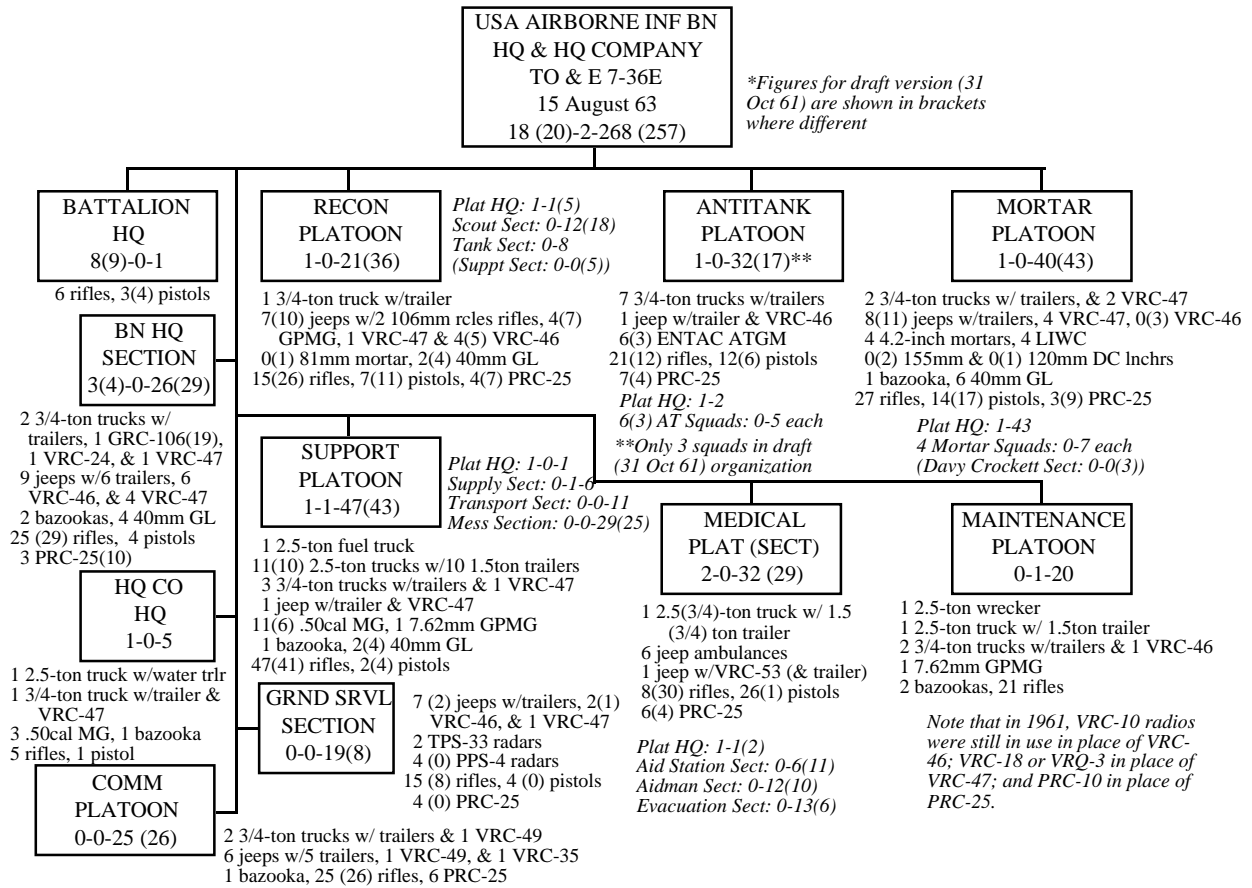 USA AIRBORNE INF BN
HQ & HQ COMPANY
TO & E 7-36E
15 August 63
18 (20)-2-268 (257)
*Figures for draft version (31
Oct 61) are shown in brackets
where different
BATTALION
HQ
8(9)-0-1
6 rifles, 3(4) pistols
BN HQ
SECTION
3(4)-0-26(29)
2 3/4-ton trucks w/
trailers, 1 GRC-106(19),
1 VRC-24, & 1 VRC-47
9 jeeps w/6 trailers, 6
VRC-46, & 4 VRC-47
2 bazookas, 4 40mm GL
25 (29) rifles, 4 pistols
3 PRC-25(10)
HQ CO
HQ
1-0-5
1 2.5-ton truck w/water trlr
1 3/4-ton truck w/trailer &
VRC-47
3 .50cal MG, 1 bazooka
5 rifles, 1 pistol
COMM
PLATOON
0-0-25 (26)
2 3/4-ton trucks w/ trailers & 1 VRC-49
6 jeeps w/5 trailers, 1 VRC-49, & 1 VRC-35
1 bazooka, 25 (26) rifles, 6 PRC-25
RECON
PLATOON
1-0-21(36)
Plat HQ: 1-1(5)
Scout Sect: 0-12(18)
Tank Sect: 0-8
(Suppt Sect: 0-0(5))
1 3/4-ton truck w/trailer
7(10) jeeps w/2 106mm rcles rifles, 4(7)
GPMG, 1 VRC-47 & 4(5) VRC-46
0(1) 81mm mortar, 2(4) 40mm GL
15(26) rifles, 7(11) pistols, 4(7) PRC-25
SUPPORT
PLATOON
1-1-47(43)
Plat HQ: 1-0-1
Supply Sect: 0-1-6
Transport Sect: 0-0-11
Mess Section: 0-0-29(25)
1 2.5-ton fuel truck
11(10) 2.5-ton trucks w/10 1.5ton trailers
3 3/4-ton trucks w/trailers & 1 VRC-47
1 jeep w/trailer & VRC-47
11(6) .50cal MG, 1 7.62mm GPMG
1 bazooka, 2(4) 40mm GL
47(41) rifles, 2(4) pistols
GRND SRVL
SECTION
0-0-19(8)
7 (2) jeeps w/trailers, 2(1)
VRC-46, & 1 VRC-47
2 TPS-33 radars
4 (0) PPS-4 radars
15 (8) rifles, 4 (0) pistols
4 (0) PRC-25
ANTITANK
PLATOON
1-0-32(17)**
7 3/4-ton trucks w/trailers
1 jeep w/trailer & VRC-46
6(3) ENTAC ATGM
21(12) rifles, 12(6) pistols
7(4) PRC-25
Plat HQ: 1-2
6(3) AT Squads: 0-5 each
**Only 3 squads in draft
(31 Oct 61) organization
MORTAR
PLATOON
1-0-40(43)
2 3/4-ton trucks w/ trailers, & 2 VRC-47
8(11) jeeps w/trailers, 4 VRC-47, 0(3) VRC-46
4 4.2-inch mortars, 4 LIWC
0(2) 155mm & 0(1) 120mm DC lnchrs
1 bazooka, 6 40mm GL
27 rifles, 14(17) pistols, 3(9) PRC-25
Plat HQ: 1-43
4 Mortar Squads: 0-7 each
(Davy Crockett Sect: 0-0(3))
MEDICAL
PLAT (SECT)
2-0-32 (29)
1 2.5(3/4)-ton truck w/ 1.5
(3/4) ton trailer
6 jeep ambulances
1 jeep w/VRC-53 (& trailer)
8(30) rifles, 26(1) pistols
6(4) PRC-25
Plat HQ: 1-1(2)
Aid Station Sect: 0-6(11)
Aidman Sect: 0-12(10)
Evacuation Sect: 0-13(6)
MAINTENANCE
PLATOON
0-1-20
1 2.5-ton wrecker
1 2.5-ton truck w/ 1.5ton trailer
2 3/4-ton trucks w/trailers & 1 VRC-46
1 7.62mm GPMG
2 bazookas, 21 rifles
Note that in 1961, VRC-10 radios
were still in use in place of VRC-
46; VRC-18 or VRQ-3 in place of
VRC-47; and PRC-10 in place of
PRC-25.